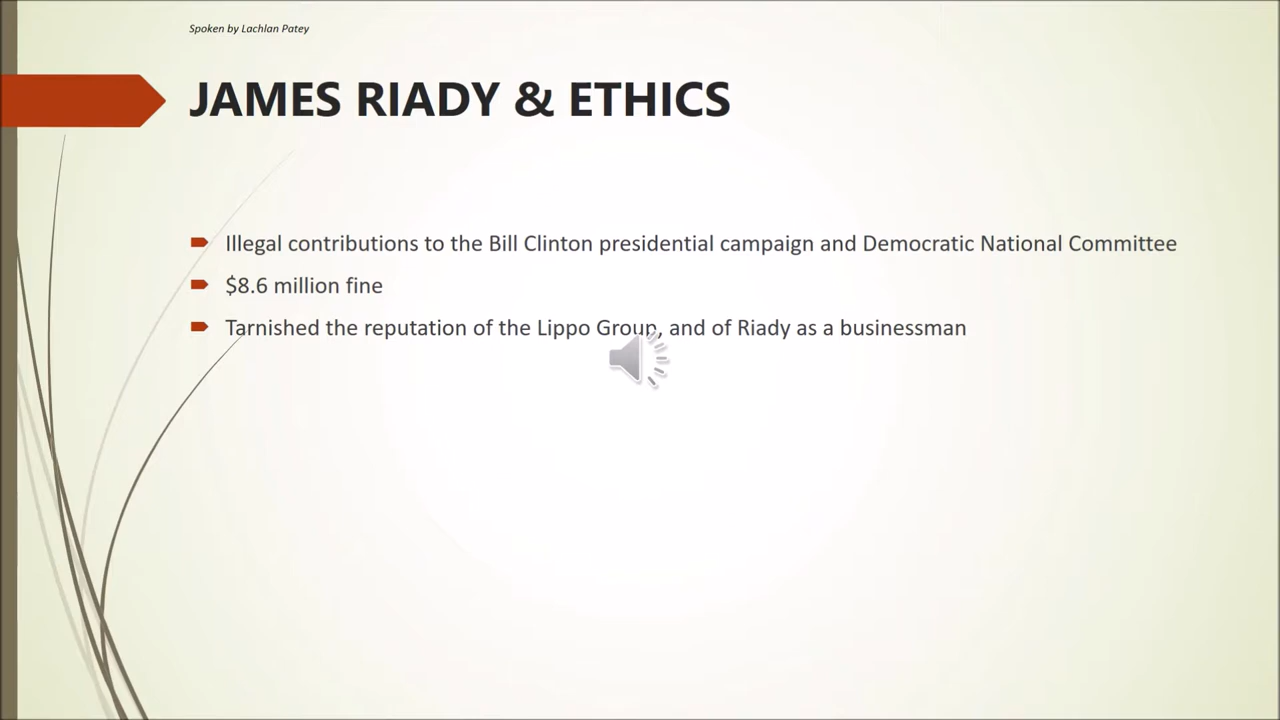 Spoken by Lachlan Patey
JAMES RIADY & ETHICS
Illegal contributions to the Bill Clinton presidential campaign and Democratic National Committee
$8.6 million fine
Tarnished the reputation of the Lippo Group, and of Riady as a businessman